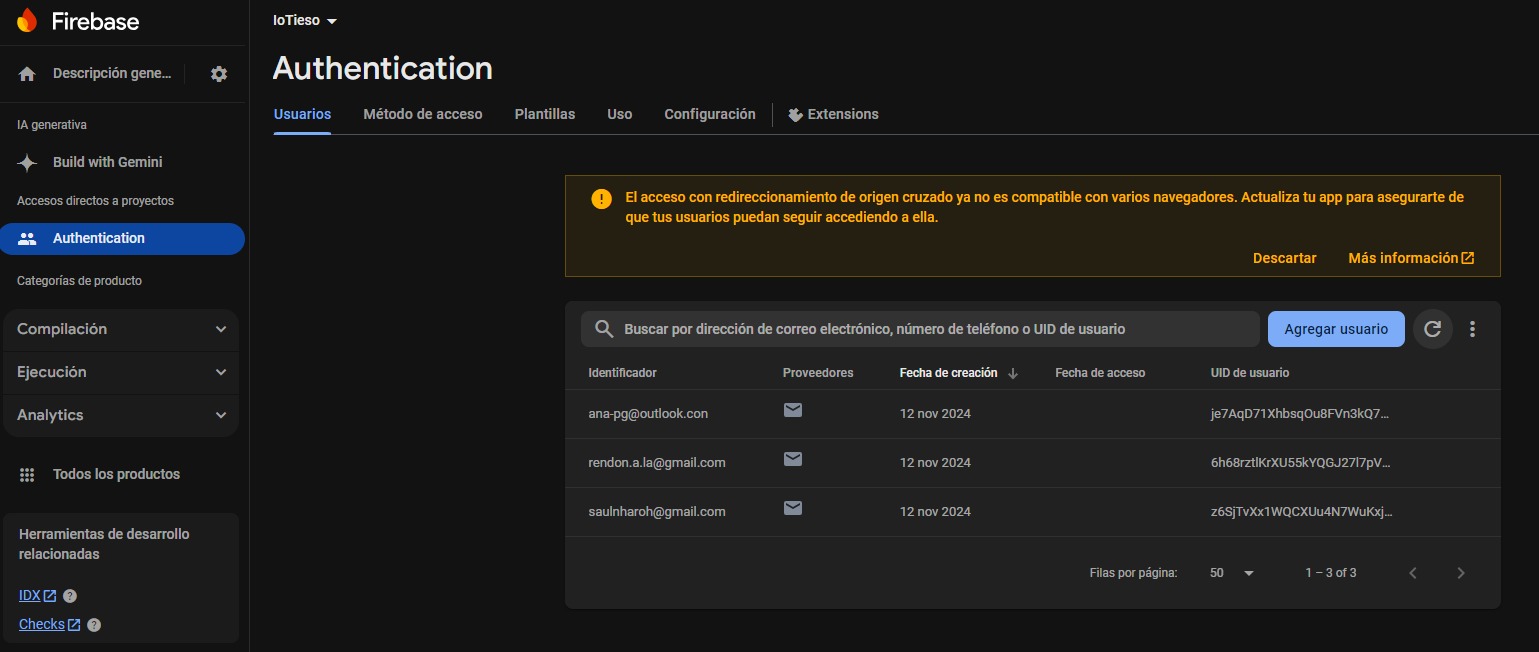 Firebase
Descripción gene...
IA generativa
Build with Gemini
Accesos directos a proyectos
Authentication
Categorías de producto
Compilación
Ejecución
Analytics
Todos los productos
Herramientas de desarrollo
relacionadas
IDX
Checks
IoTieso
Authentication
Usuarios Método de acceso Plantillas Uso Configuración Extensions
El acceso con redireccionamiento de origen cruzado ya no es compatible con varios navegadores. Actualiza tu app para asegurarte de
que tus usuarios puedan seguir accediendo a ella.
Descartar Más información
Buscar por dirección de correo electrónico, número de teléfono o UID de usuario Agregar usuario
Identificador Proveedores Fecha de creación Fecha de acceso UID de usuario
ana-pg@outlook.con 12 nov 2024 je7AqD71XhbsqOu8FVn3kQ7...
rendon.a.la@gmail.com 12 nov 2024 6h68rztlKrXU55kYQGJ27l7pV...
saulnharoh@gmail.com 12 nov 2024 z6SjTvXx1WQCXUu4N7WuKxj...
Filas por página: 50 1 – 3 of 3